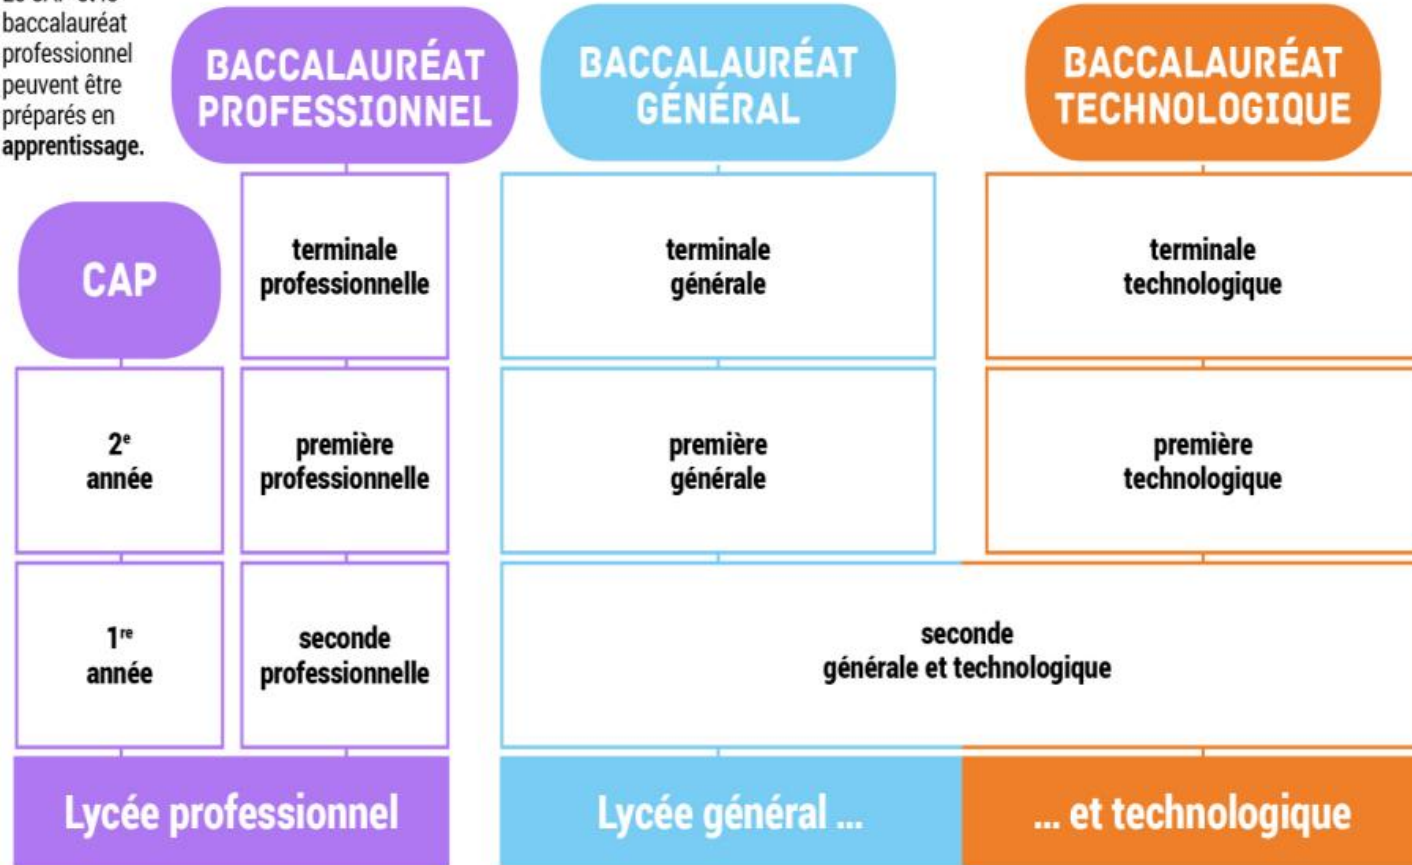 baccalauréat
professionnel
peuvent être
préparés en
apprentissage.
BACCALAURÉAT
PROFESSIONNEL
BACCALAURÉAT
GÉNÉRAL
BACCALAURÉAT
TECHNOLOGIQUE
CAP
terminale
professionnelle
terminale
générale
terminale
technologique
2e
année
première
professionnelle
première
générale
première
technologique
1re
année
seconde
professionnelle
seconde
générale et technologique
Lycée professionnel
Lycée général ...
... et technologique